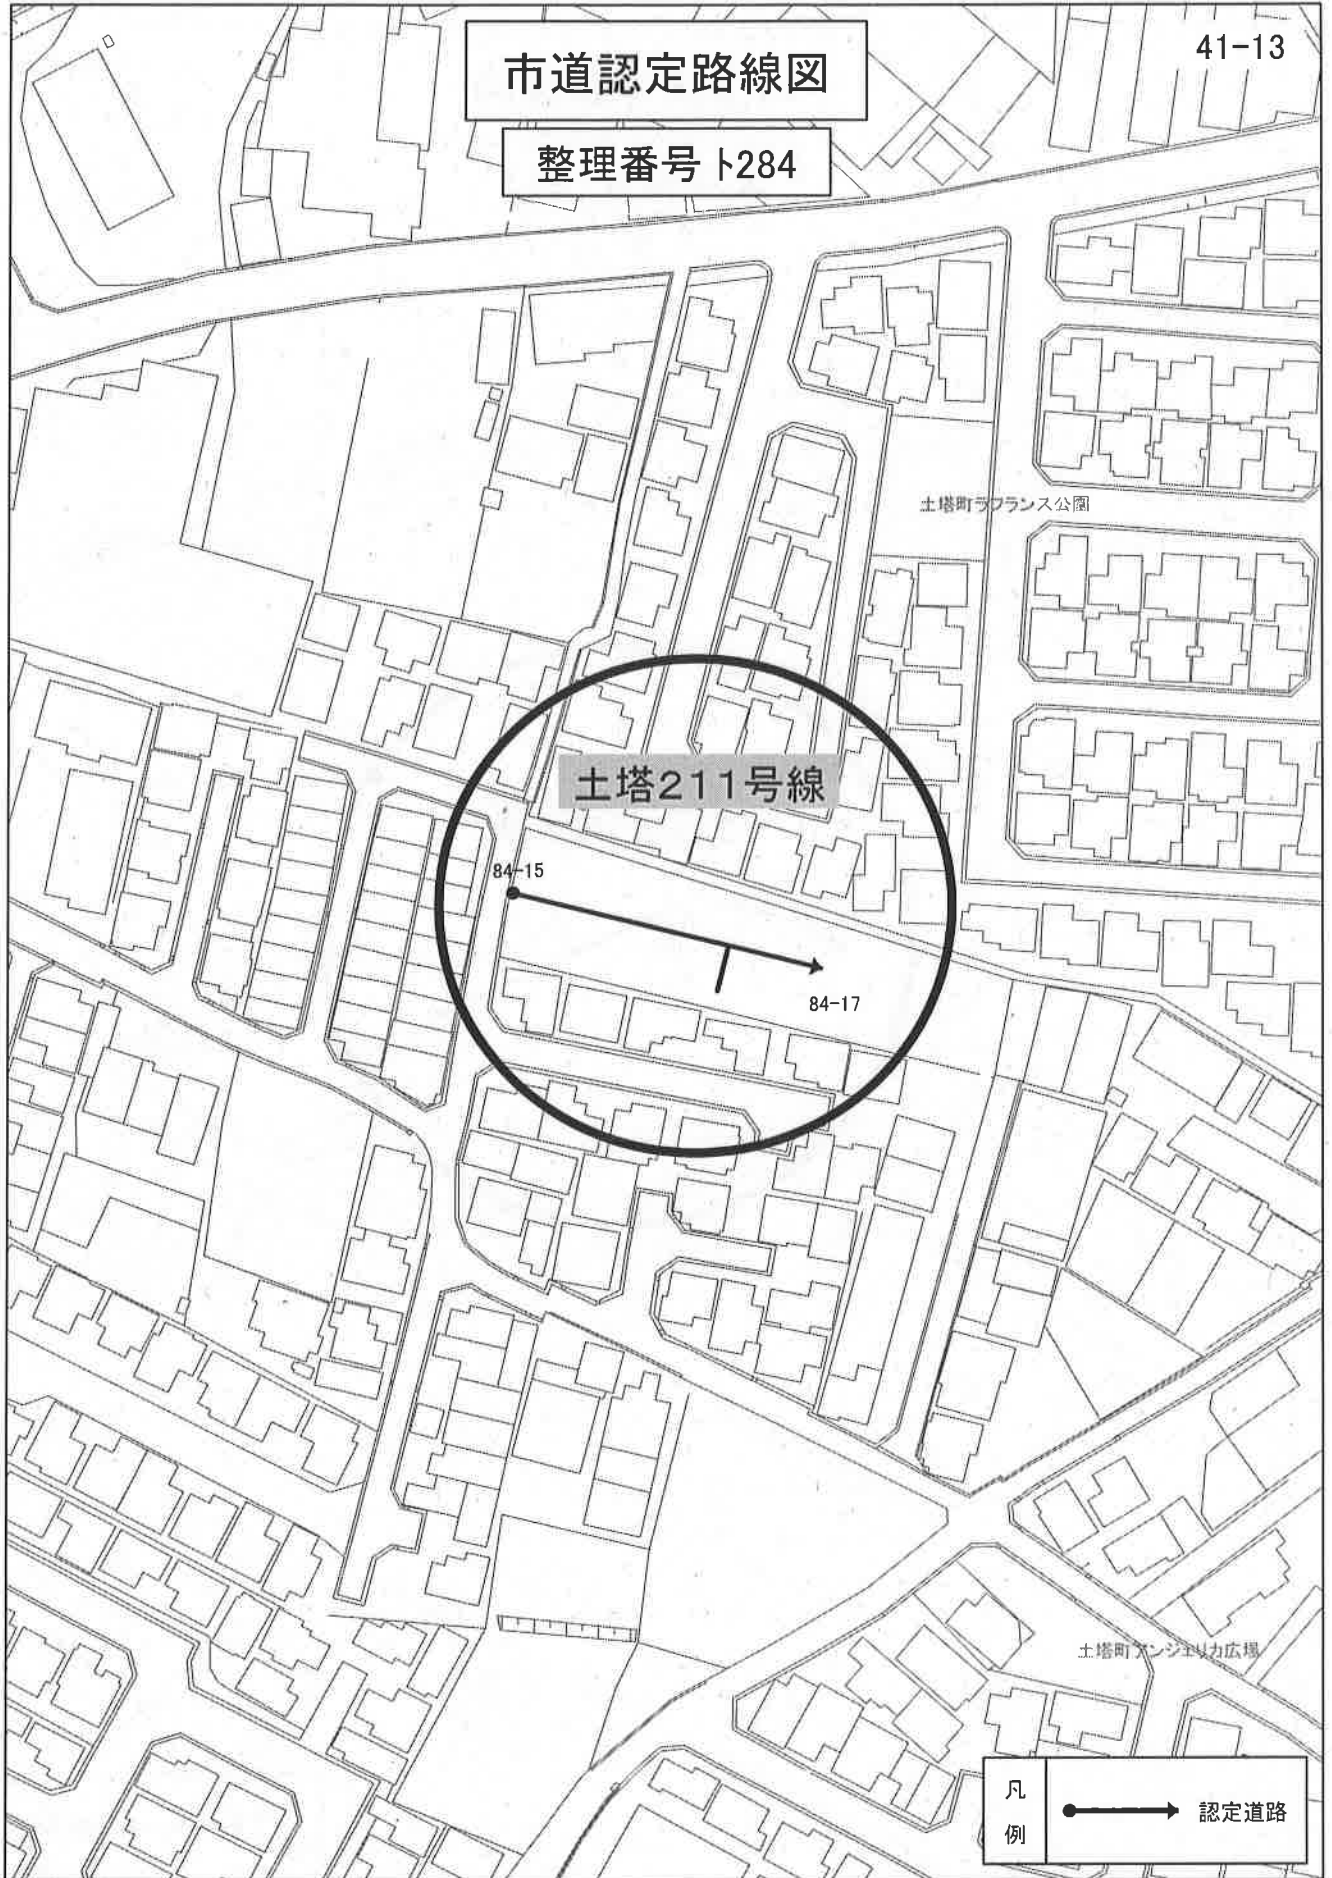 41-13
市道認定路線図
整理番号ト284
土塔町ラフランス公園
土塔211号線
84-15
84-17
土塔町アンジェリカ広場
凡例
認定道路